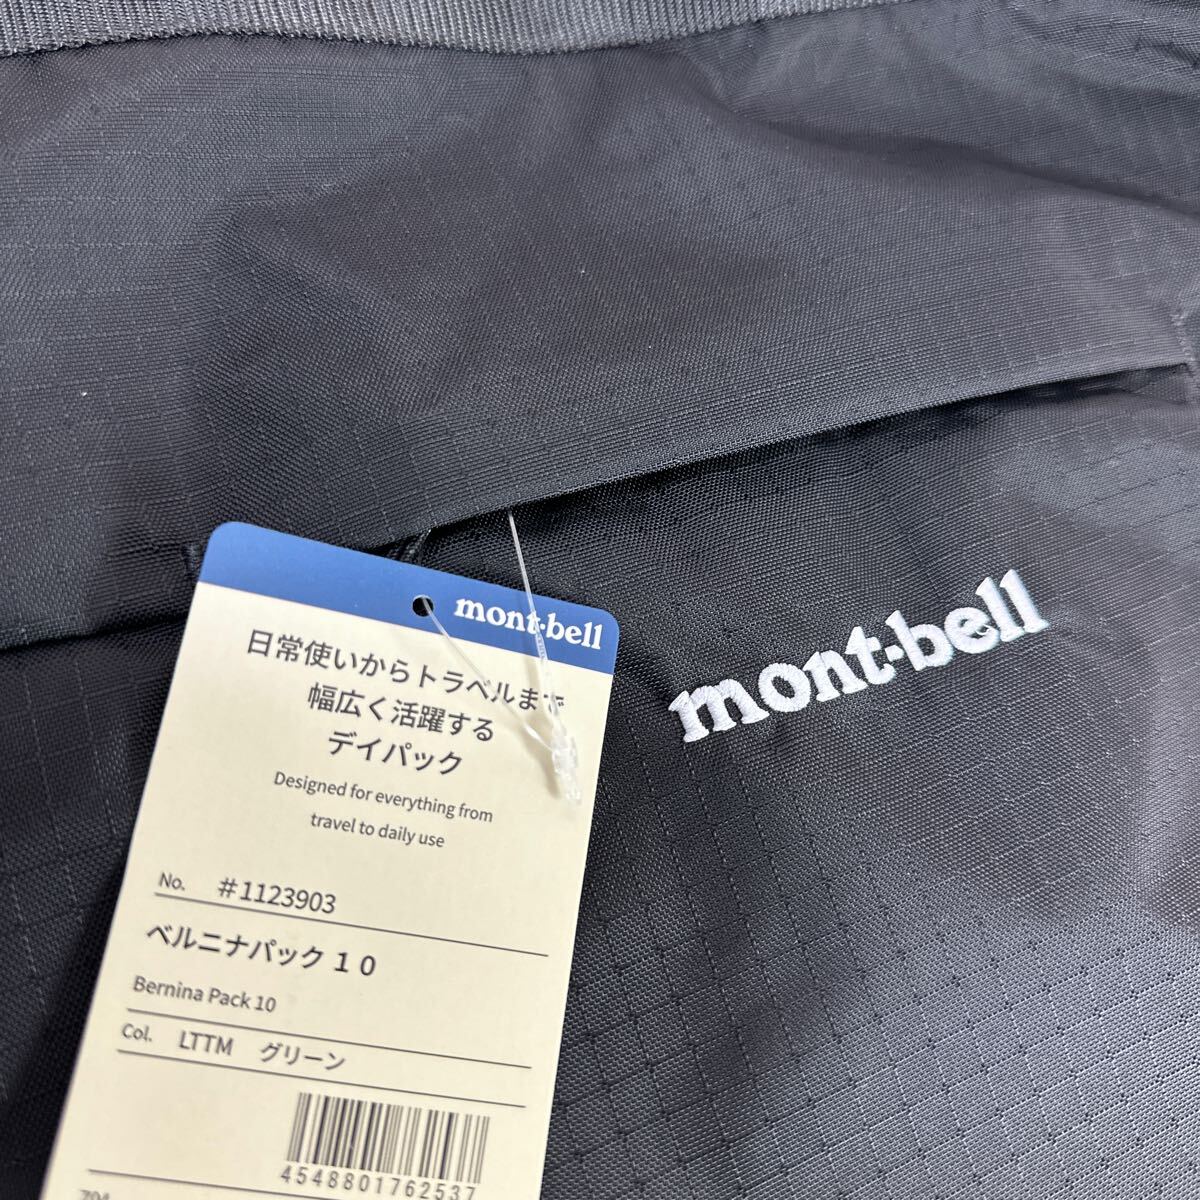 mont-bell
日常使いからトラベルまで
幅広く活躍する
デイパック
Designed for everything from
travel to daily use
No. #1123903
ベルニナパック10
Bernina Pack 10
Col. LTTM グリーン
4548801762537
mont-bell